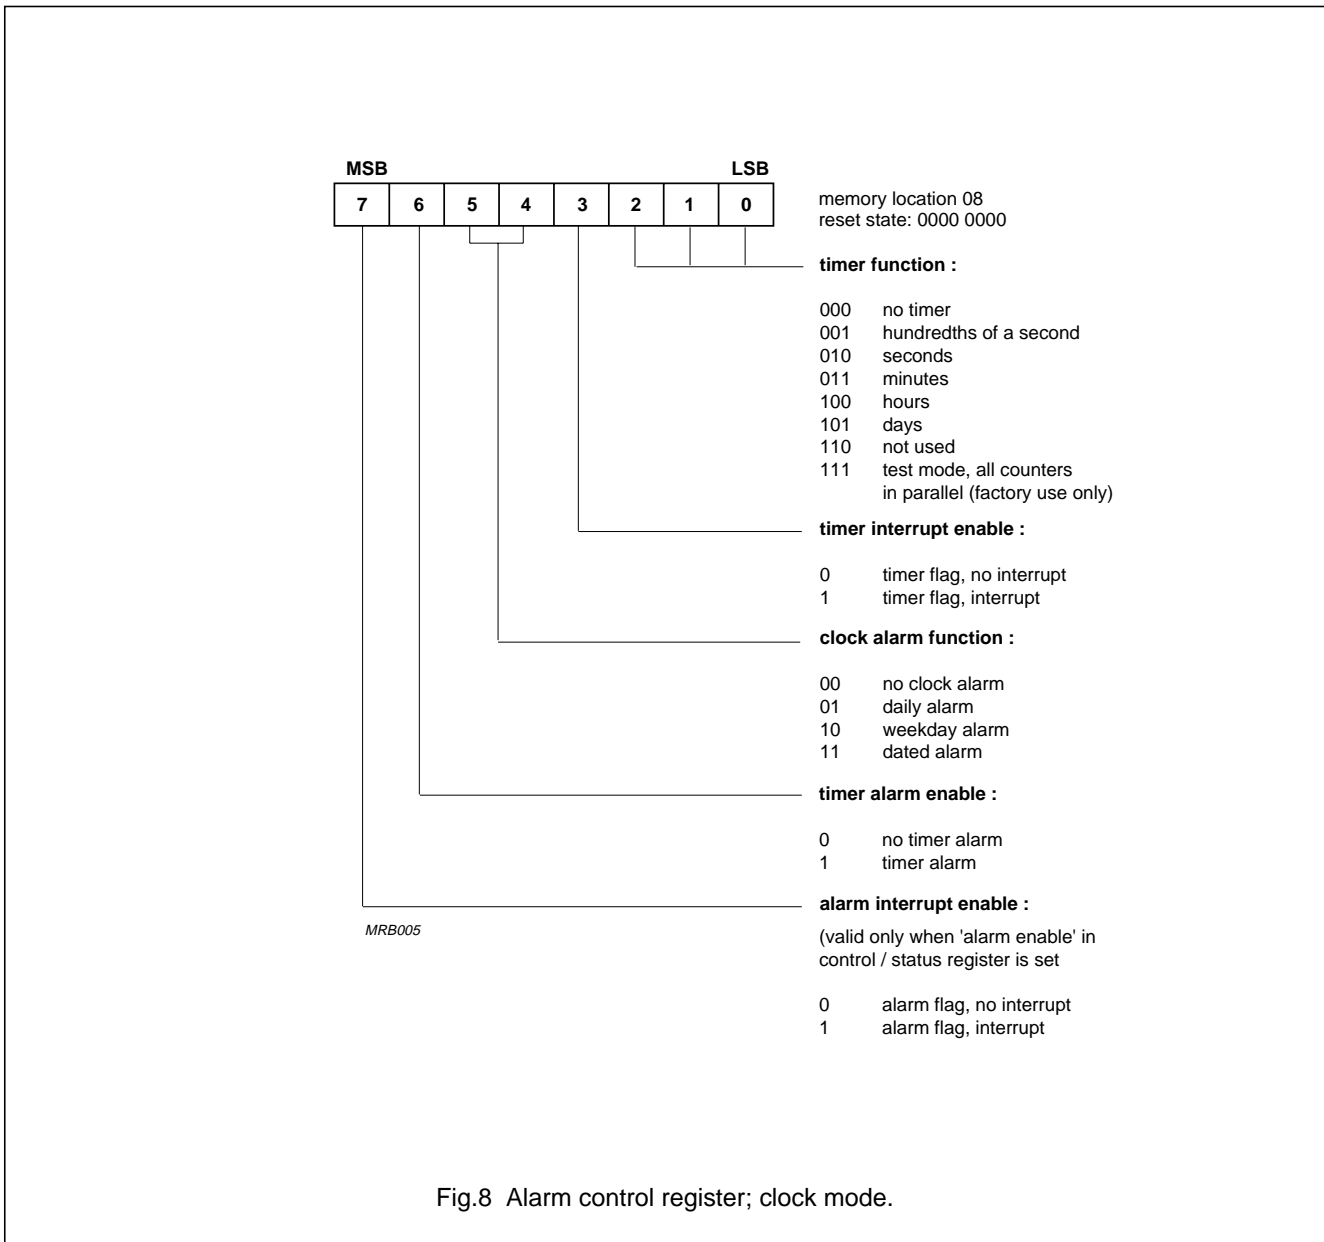 MSB LSB
7 6 5 4 3 2 1 0
memory location 08
reset state: 0000 0000
timer function :
000 no timer
001 hundredths of a second
010 seconds
011 minutes
100 hours
101 days
110 not used
111 test mode, all counters
in parallel (factory use only)
timer interrupt enable :
0 timer flag, no interrupt
1 timer flag, interrupt
clock alarm function :
00 no clock alarm
01 daily alarm
10 weekday alarm
11 dated alarm
timer alarm enable :
0 no timer alarm
1 timer alarm
alarm interrupt enable :
MRB005
(valid only when 'alarm enable' in
control / status register is set
0 alarm flag, no interrupt
1 alarm flag, interrupt
Fig.8 Alarm control register; clock mode.